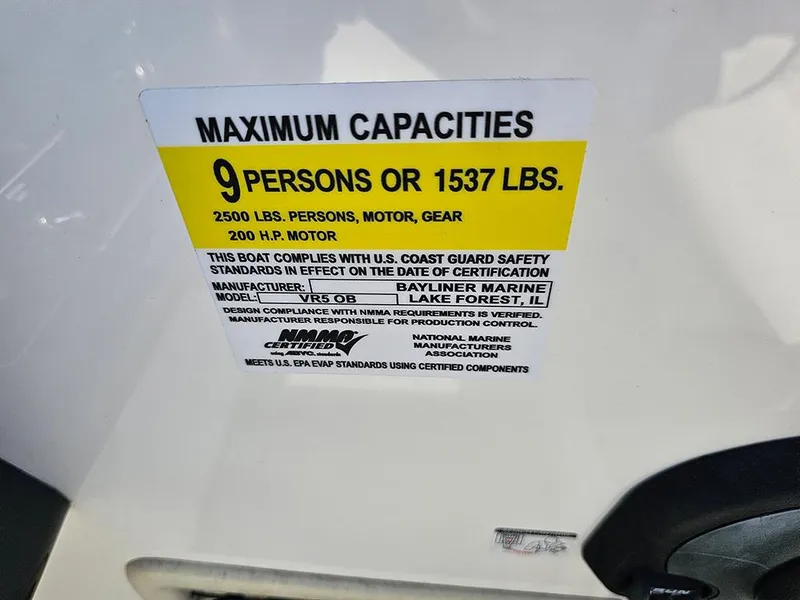 MAXIMUM CAPACITIES
9 PERSONS OR 1537 LBS.
2500 LBS. PERSONS, MOTOR, GEAR
200 H.P. MOTOR
THIS BOAT COMPLIES WITH U.S. COAST GUARD SAFETY
STANDARDS IN EFFECT ON THE DATE OF CERTIFICATION
MANUFACTURER: BAYLINER MARINE
MODEL: VR5 OB LAKE FOREST, IL
DESIGN COMPLIANCE WITH NMMA REQUIREMENTS IS VERIFIED.
MANUFACTURER RESPONSIBLE FOR PRODUCTION CONTROL.
NMMA
CERTIFIED
using ABYC standards
NATIONAL MARINE
MANUFACTURERS
ASSOCIATION
MEETS U.S. EPA EVAP STANDARDS USING CERTIFIED COMPONENTS